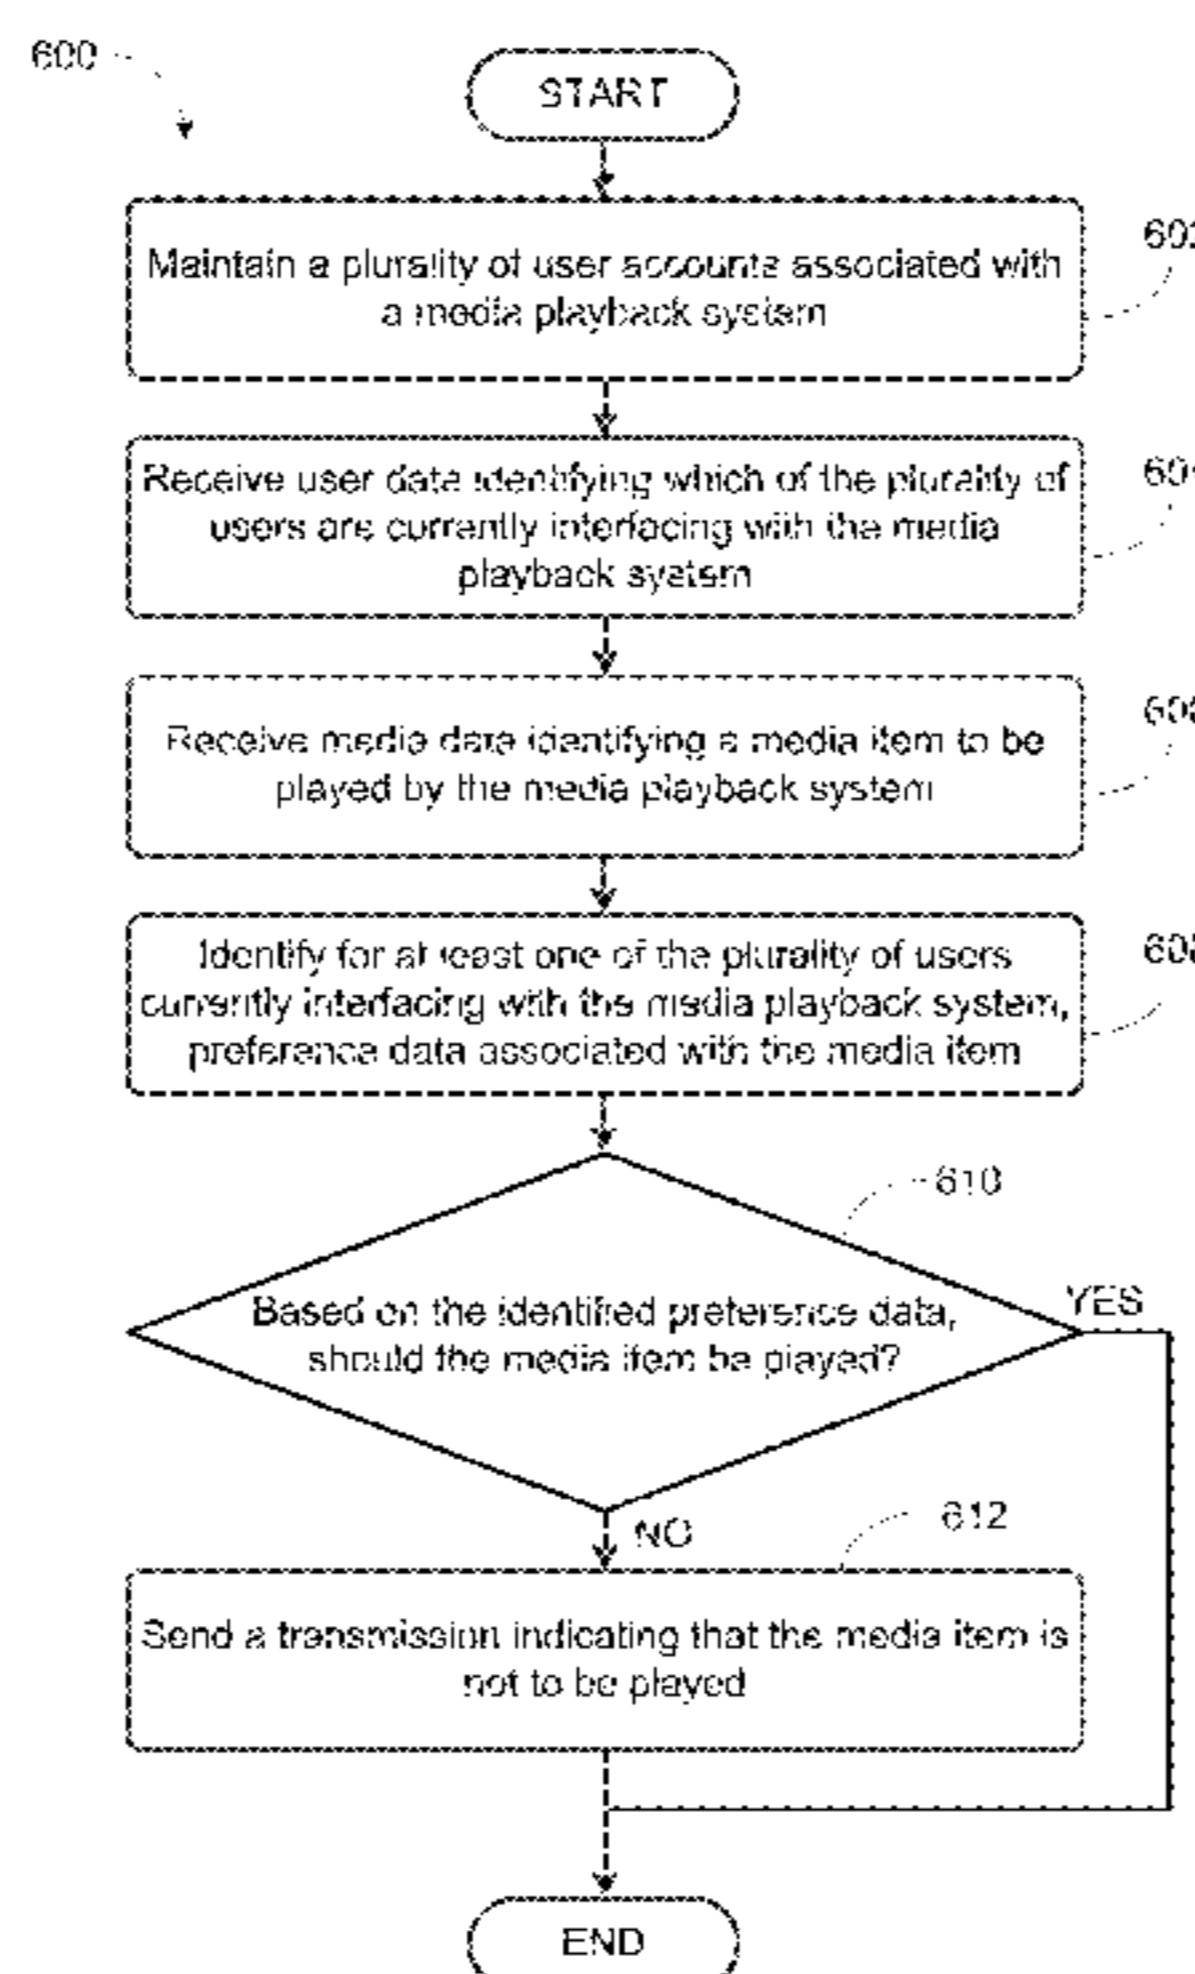 600
START
Maintain a plurality of user accounts associated with
a media playback system
Receive user data identifying which of the plurality of
users are currently interfacing with the media
playback system
Receive media data identifying a media item to be
played by the media playback system
Identify for at least one of the plurality of users
currently interfacing with the media playback system,
preference data associated with the media item
610
Based on the identified preference data,
should the media item be played?
YES
NO
612
Send a transmission indicating that the media item is
not to be played
END